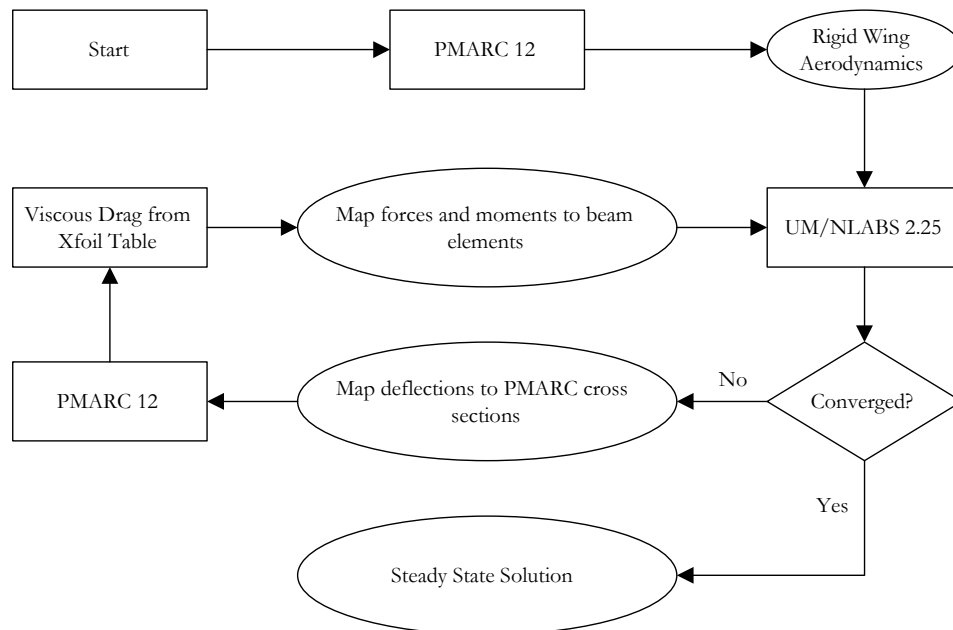 Start
PMARC 12
Rigid Wing
Aerodynamics
Viscous Drag from
Xfoil Table
Map forces and moments to beam
elements
UM/NLABS 2.25
PMARC 12
Map deflections to PMARC cross
sections
No
Converged?
Yes
Steady State Solution